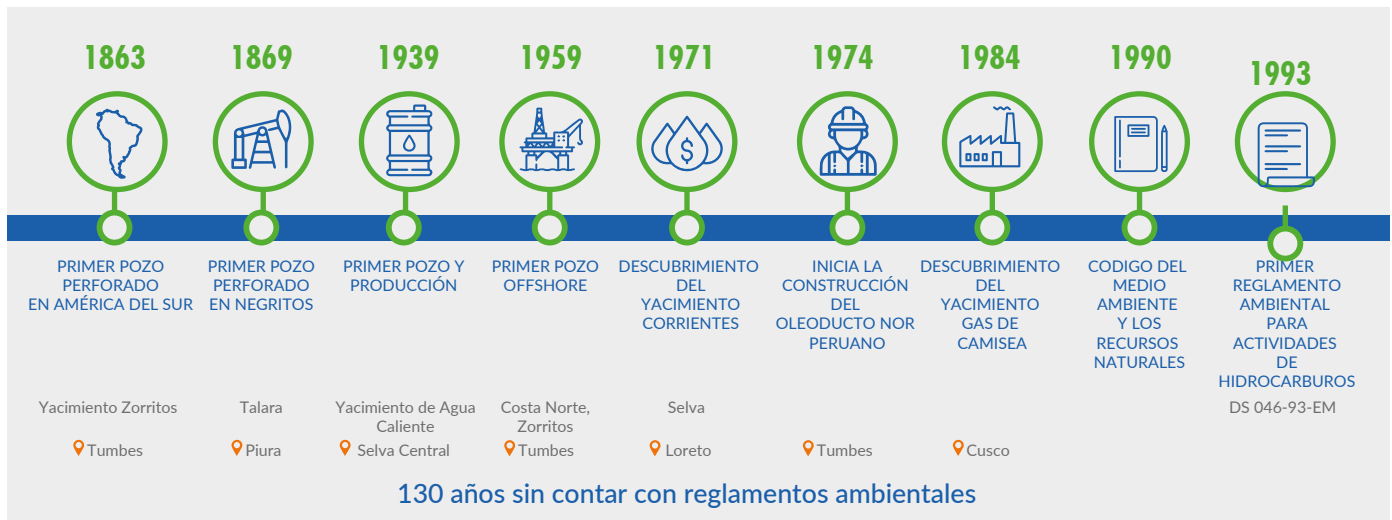 1863
PRIMER POZO
PERFORADO
EN AMÉRICA DEL SUR
Yacimiento Zorritos
Tumbes
1869
PRIMER POZO
PERFORADO
EN NEGRITOS
Talara
Piura
1939
PRIMER POZO Y
PRODUCCIÓN
Yacimiento de Agua
Caliente
Selva Central
1959
PRIMER POZO
OFFSHORE
Costa Norte,
Zorritos
Tumbes
1971
DESCUBRIMIENTO
DEL
YACIMIENTO
CORRIENTES
Selva
Loreto
1974
INICIA LA
CONSTRUCCIÓN
DEL
OLEODUCTO NOR
PERUANO
Tumbes
1984
DESCUBRIMIENTO
DEL
YACIMIENTO
GAS DE
CAMISEA
Cusco
1990
CODIGO DEL
MEDIO
AMBIENTE
Y LOS
RECURSOS
NATURALES
1993
PRIMER
REGLAMENTO
AMBIENTAL
PARA
ACTIVIDADES
DE
HIDROCARBUROS
DS 046-93-EM
130 años sin contar con reglamentos ambientales